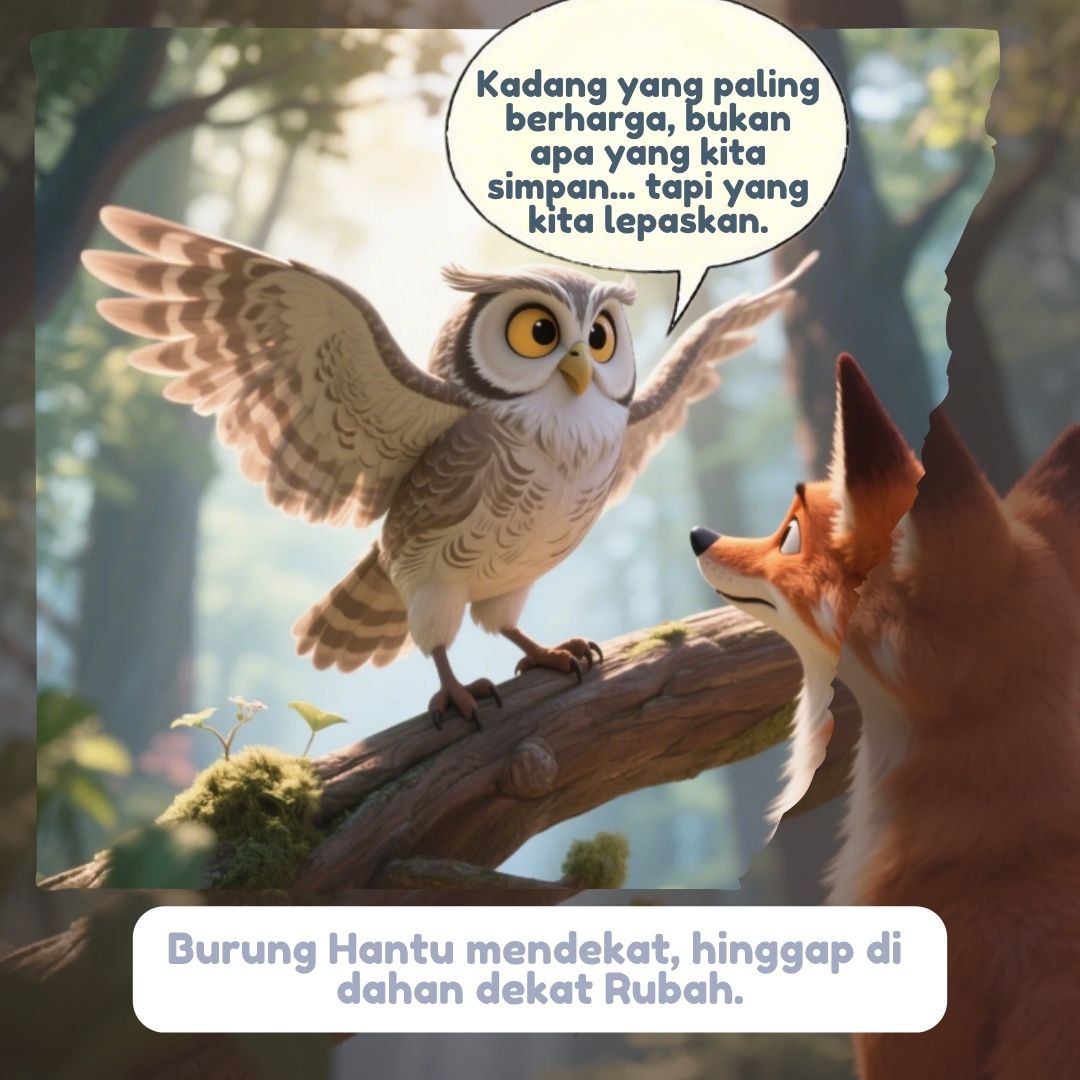 Kadang yang paling
berharga, bukan
apa yang kita
simpan... tapi yang
kita lepaskan.
Burung Hantu mendekat, hinggap di
dahan dekat Rubah.